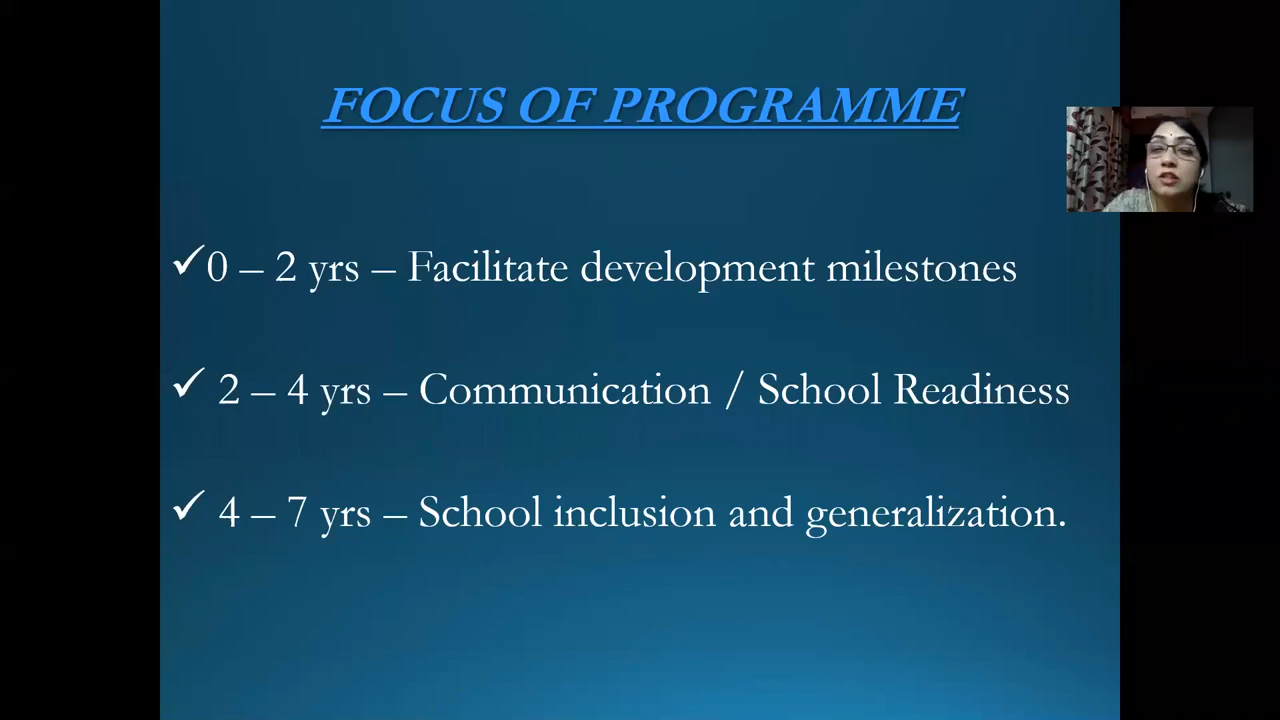 FOCUS OF PROGRAMME
✓0 – 2 yrs – Facilitate development milestones
✓ 2 – 4 yrs – Communication / School Readiness
✓ 4 – 7 yrs – School inclusion and generalization.